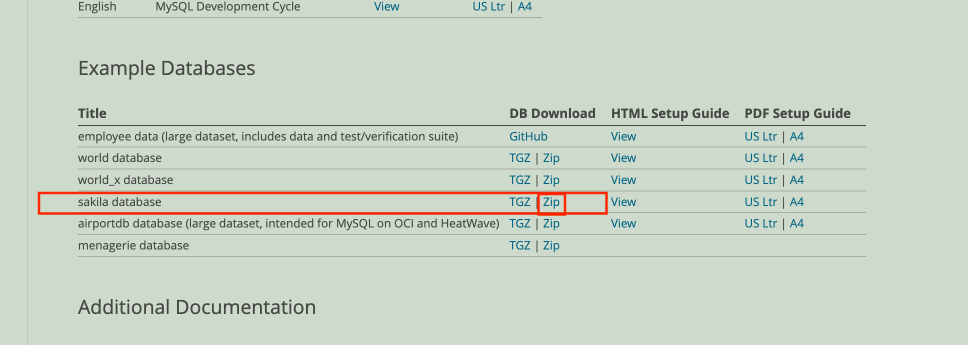 English MySQL Development Cycle View US Ltr | A4
Example Databases
Title DB Download HTML Setup Guide PDF Setup Guide
employee data (large dataset, includes data and test/verification suite) GitHub View US Ltr | A4
world database TGZ | Zip View US Ltr | A4
world_x database TGZ | Zip View US Ltr | A4
sakila database TGZ | Zip View US Ltr | A4
airportdb database (large dataset, intended for MySQL on OCI and HeatWave) TGZ | Zip View US Ltr | A4
menagerie database TGZ | Zip
Additional Documentation